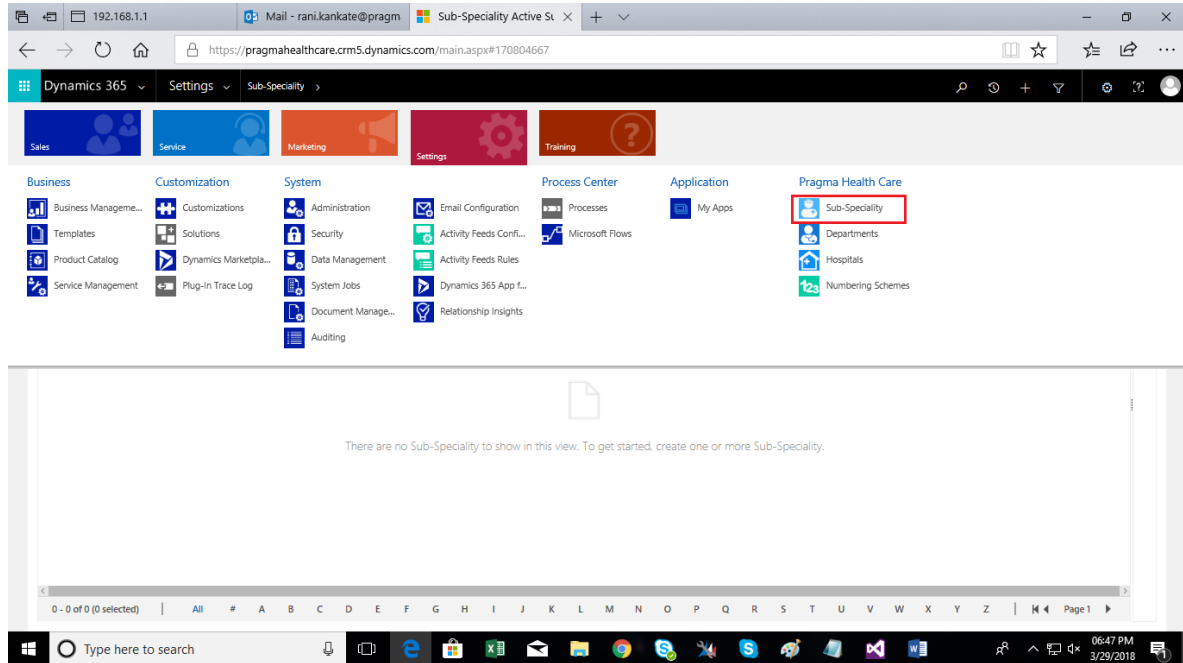 192.168.1.1 Mail - rani.kankate@pragm Sub-Speciality Active Su
https://pragmahealthcare.crm5.dynamics.com/main.aspx#170804667
Dynamics 365 Settings Sub-Speciality
Sales Service Marketing Settings Training
Business Customization System Process Center Application Pragma Health Care
Business Manageme... Customizations Administration Email Configuration Processes My Apps Sub-Speciality
Templates Solutions Security Activity Feeds Confi... Microsoft Flows Departments
Product Catalog Dynamics Marketpla... Data Management Activity Feeds Rules Hospitals
Service Management Plug-In Trace Log System Jobs Dynamics 365 App f... 123 Numbering Schemes
Document Manage... Relationship Insights
Auditing
There are no Sub-Speciality to show in this view. To get started, create one or more Sub-Speciality.
0 - 0 of 0 (0 selected) All # A B C D E F G H I J K L M N O P Q R S T U V W X Y Z Page 1
Type here to search 06:47 PM
3/29/2018